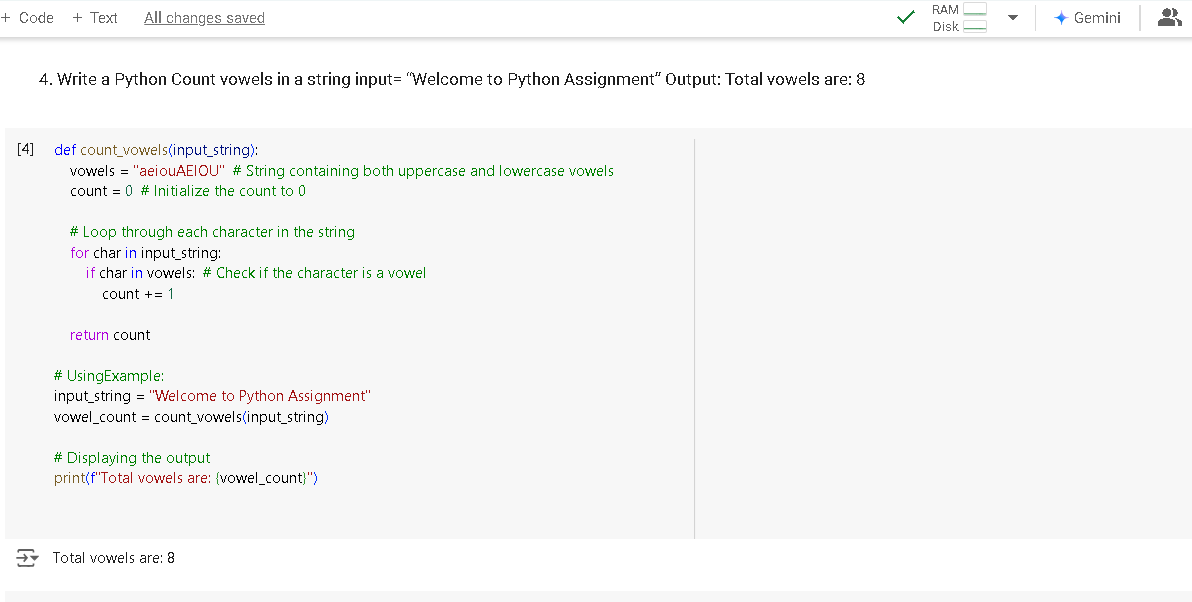 + Code + Text All changes saved RAM Disk Gemini
4. Write a Python Count vowels in a string input= “Welcome to Python Assignment” Output: Total vowels are: 8
[4] def count_vowels(input_string):
    vowels = "aeiouAEIOU"  # String containing both uppercase and lowercase vowels
    count = 0  # Initialize the count to 0

    # Loop through each character in the string
    for char in input_string:
        if char in vowels:  # Check if the character is a vowel
            count += 1

    return count

# UsingExample:
input_string = "Welcome to Python Assignment"
vowel_count = count_vowels(input_string)

# Displaying the output
print(f"Total vowels are: {vowel_count}")
Total vowels are: 8